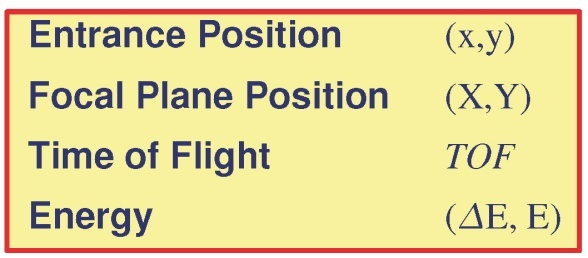 Entrance Position (x,y)
Focal Plane Position (X,Y)
Time of Flight TOF
Energy (ΔE, E)